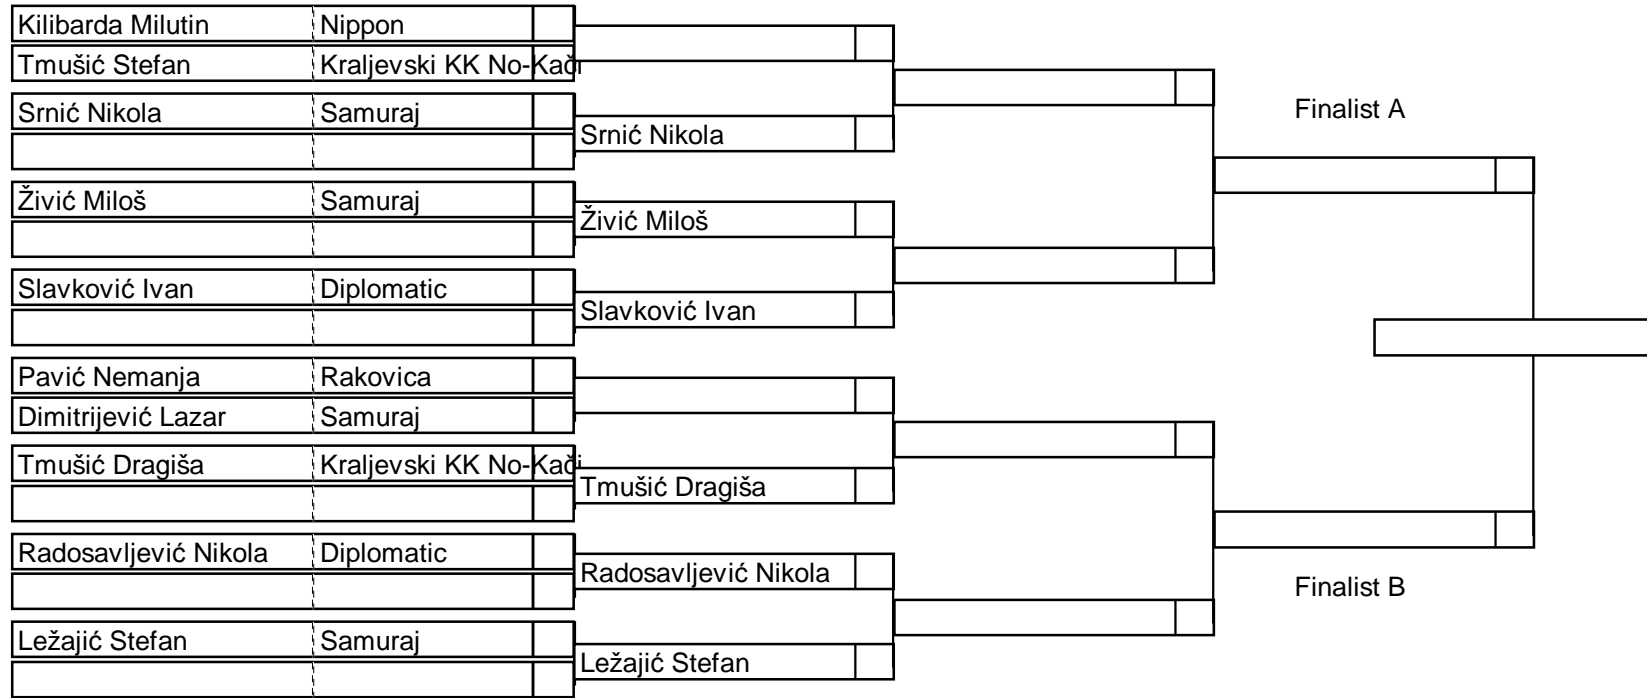 Kilibarda Milutin Nippon
Tmušić Stefan Kraljevski KK No-Kači
Srnić Nikola Samuraj
Srnić Nikola
Živić Miloš Samuraj
Živić Miloš
Slavković Ivan Diplomatic
Slavković Ivan
Pavić Nemanja Rakovica
Dimitrijević Lazar Samuraj
Tmušić Dragiša Kraljevski KK No-Kači
Tmušić Dragiša
Radosavljević Nikola Diplomatic
Radosavljević Nikola
Ležajić Stefan Samuraj
Ležajić Stefan
Finalist A
Finalist B